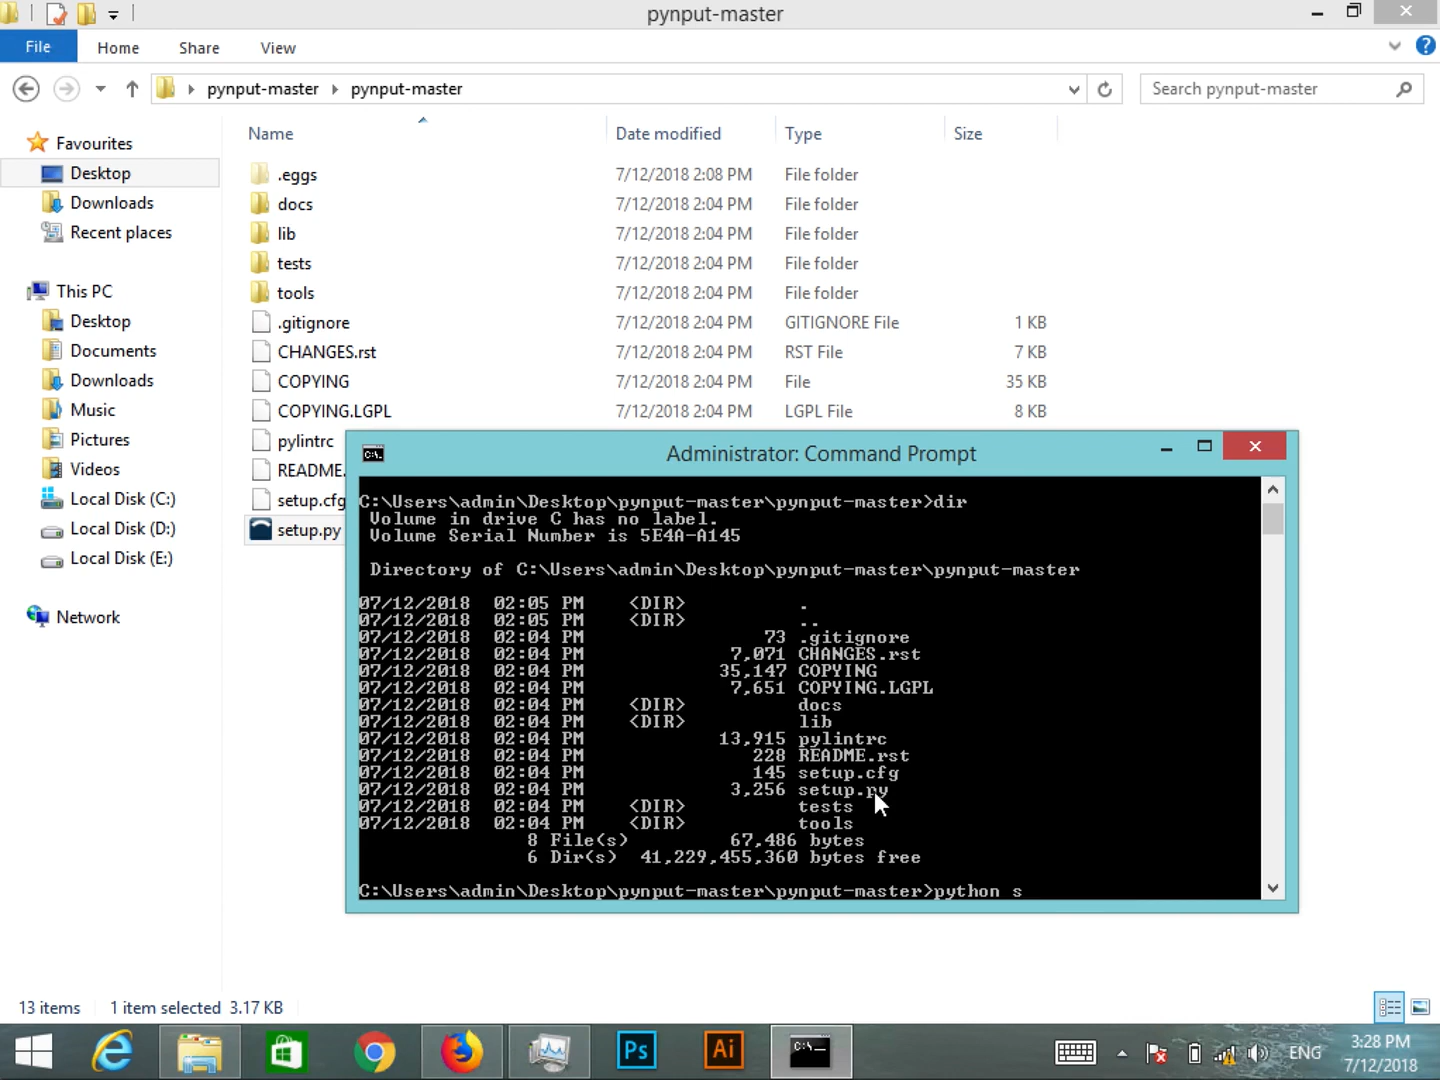 pynput-master
File Home Share View
pynput-master pynput-master Search pynput-master
Name Date modified Type Size
Favourites
Desktop
Downloads
Recent places
This PC
Desktop
Documents
Downloads
Music
Pictures
Videos
Local Disk (C:)
Local Disk (D:)
Local Disk (E:)
Network
.eggs 7/12/2018 2:08 PM File folder
docs 7/12/2018 2:04 PM File folder
lib 7/12/2018 2:04 PM File folder
tests 7/12/2018 2:04 PM File folder
tools 7/12/2018 2:04 PM File folder
.gitignore 7/12/2018 2:04 PM GITIGNORE File 1 KB
CHANGES.rst 7/12/2018 2:04 PM RST File 7 KB
COPYING 7/12/2018 2:04 PM File 35 KB
COPYING.LGPL 7/12/2018 2:04 PM LGPL File 8 KB
pylintrc
README.
setup.cfg
setup.py
C:\. Administrator: Command Prompt
C:\Users\admin\Desktop\pynput-master\pynput-master>dir
Volume in drive C has no label.
Volume Serial Number is 5E4A-A145
Directory of C:\Users\admin\Desktop\pynput-master\pynput-master
07/12/2018 02:05 PM <DIR> .
07/12/2018 02:05 PM <DIR> ..
07/12/2018 02:04 PM 73 .gitignore
07/12/2018 02:04 PM 7,071 CHANGES.rst
07/12/2018 02:04 PM 35,147 COPYING
07/12/2018 02:04 PM 7,651 COPYING.LGPL
07/12/2018 02:04 PM <DIR> docs
07/12/2018 02:04 PM <DIR> lib
07/12/2018 02:04 PM 13,915 pylintrc
07/12/2018 02:04 PM 228 README.rst
07/12/2018 02:04 PM 145 setup.cfg
07/12/2018 02:04 PM 3,256 setup.py
07/12/2018 02:04 PM <DIR> tests
07/12/2018 02:04 PM <DIR> tools
8 File(s) 67,486 bytes
6 Dir(s) 41,229,455,360 bytes free
C:\Users\admin\Desktop\pynput-master\pynput-master>python s
13 items 1 item selected 3.17 KB
Ps Ai C:\_ ENG 3:28 PM
7/12/2018